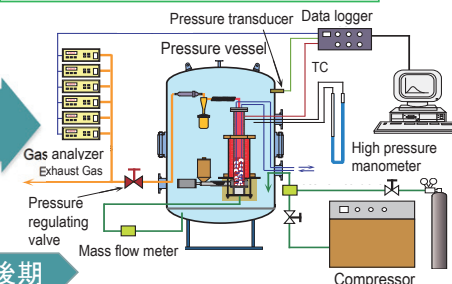 Pressure transducer
Data logger
Pressure vessel
TC
Gas analyzer
Exhaust Gas
High pressure
manometer
Pressure
regulating
valve
Mass flow meter
Compressor
後期